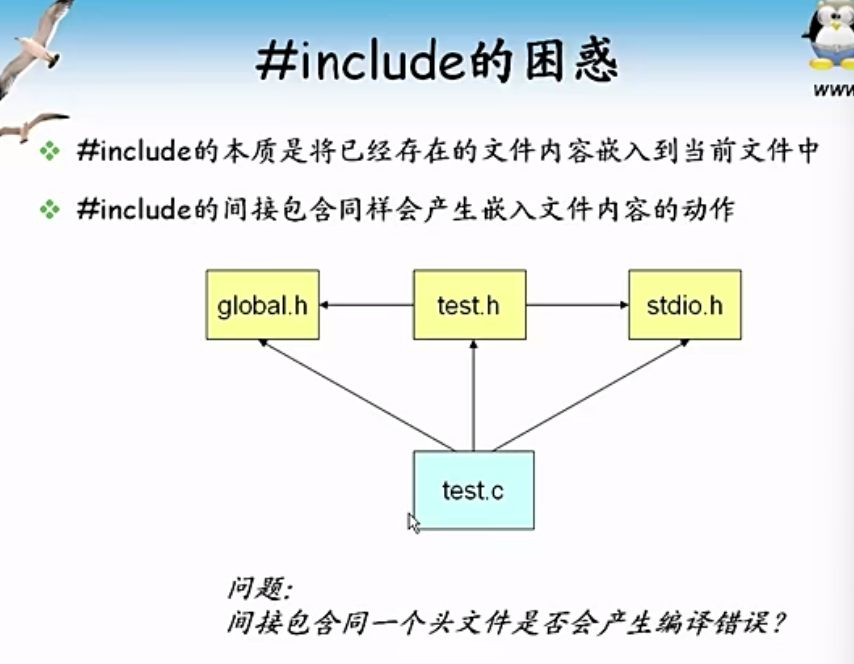 #include的困惑
www
#include的本质是将已经存在的文件内容嵌入到当前文件中
#include的间接包含同样会产生嵌入文件内容的动作
global.h
test.h
stdio.h
test.c
问题:
间接包含同一个头文件是否会产生编译错误?